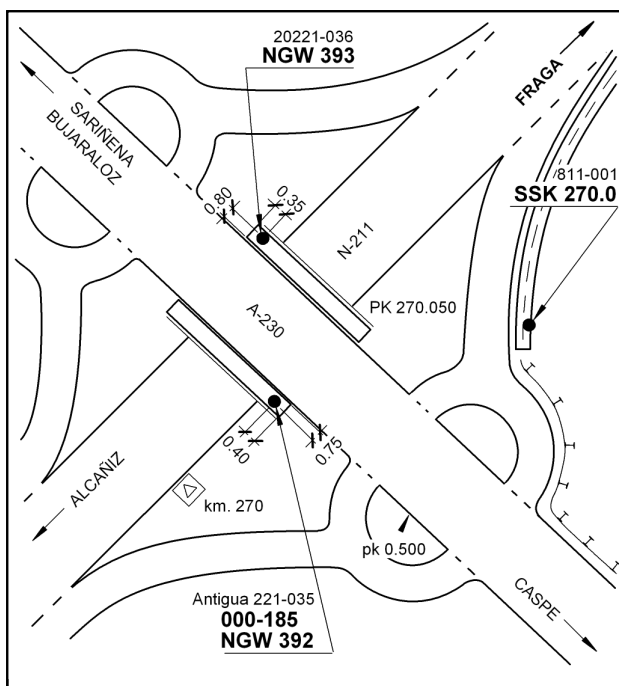 20221-036
NGW 393
FRAGA
SARIÑENA
BUJARALOZ
/811-001
SSK 270.0
0.80
0.35
N-211
PK 270.050
A-230
ALCAÑIZ
0.40
0.75
km. 270
pk 0.500
CASPE
Antigua 221-035
000-185
NGW 392